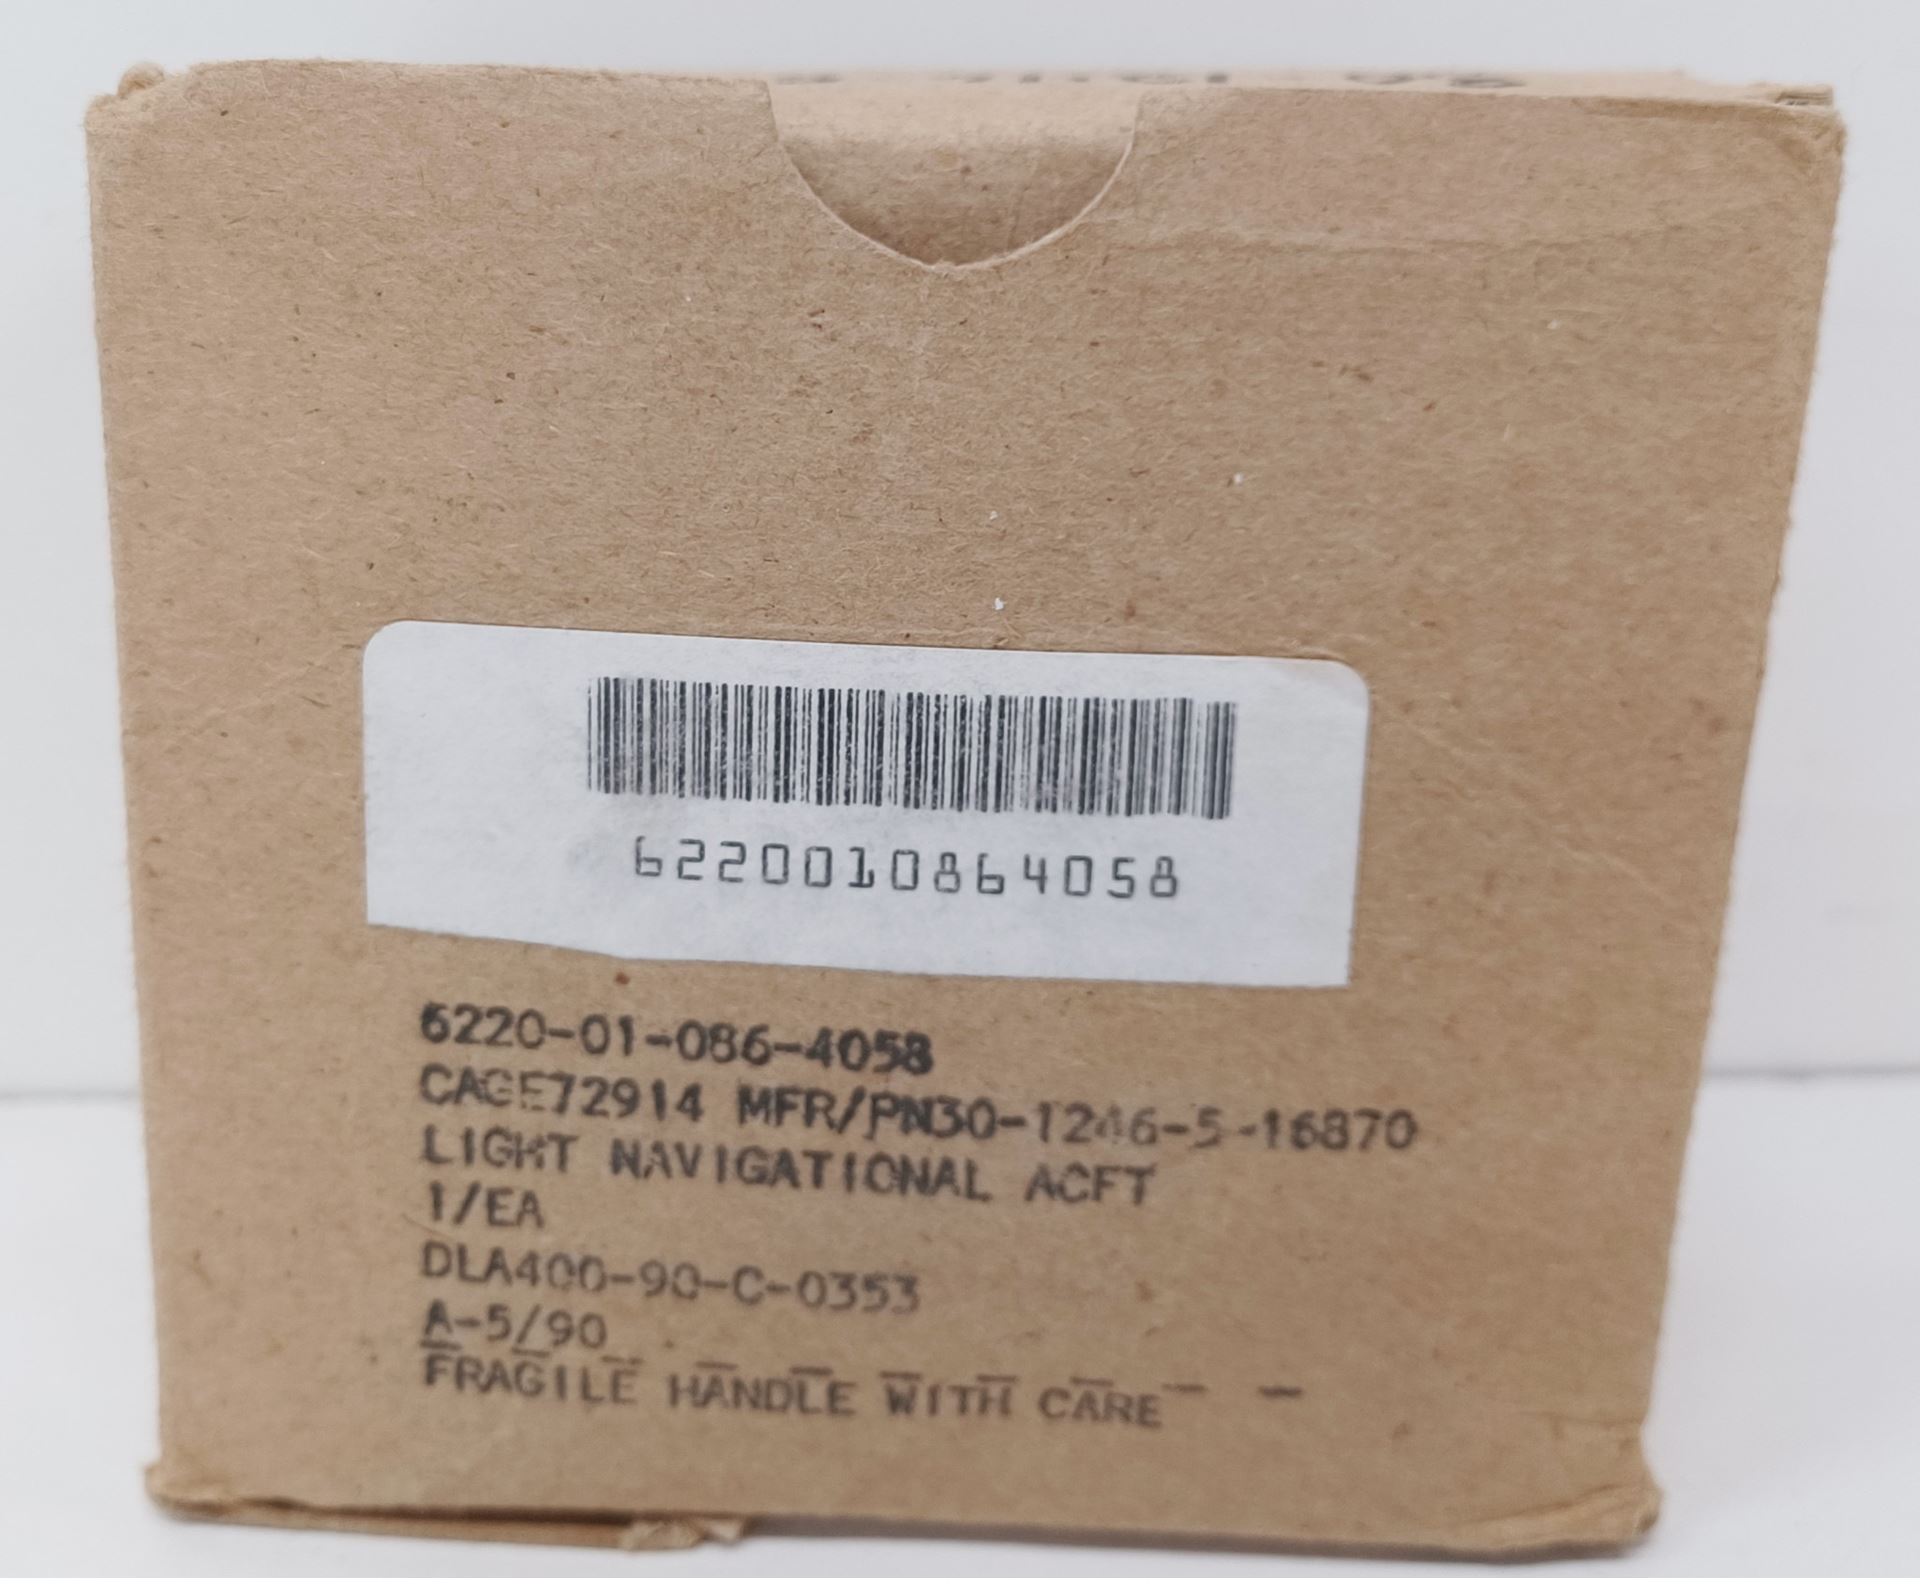 6220010864058
6220-01-086-4058
CAGE72914 MFR/PN30-1246-5-16870
LIGHT NAVIGATIONAL ACFT
1/EA
DLA400-90-C-0353
A-5/90
FRAGILE HANDLE WITH CARE